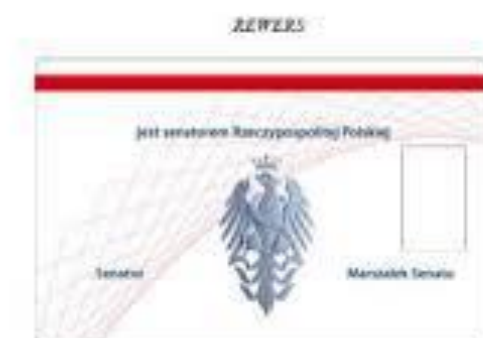 REWERS
jest senatorem Rzeczypospolitej Polskiej
Senator
Marszałek Senatu